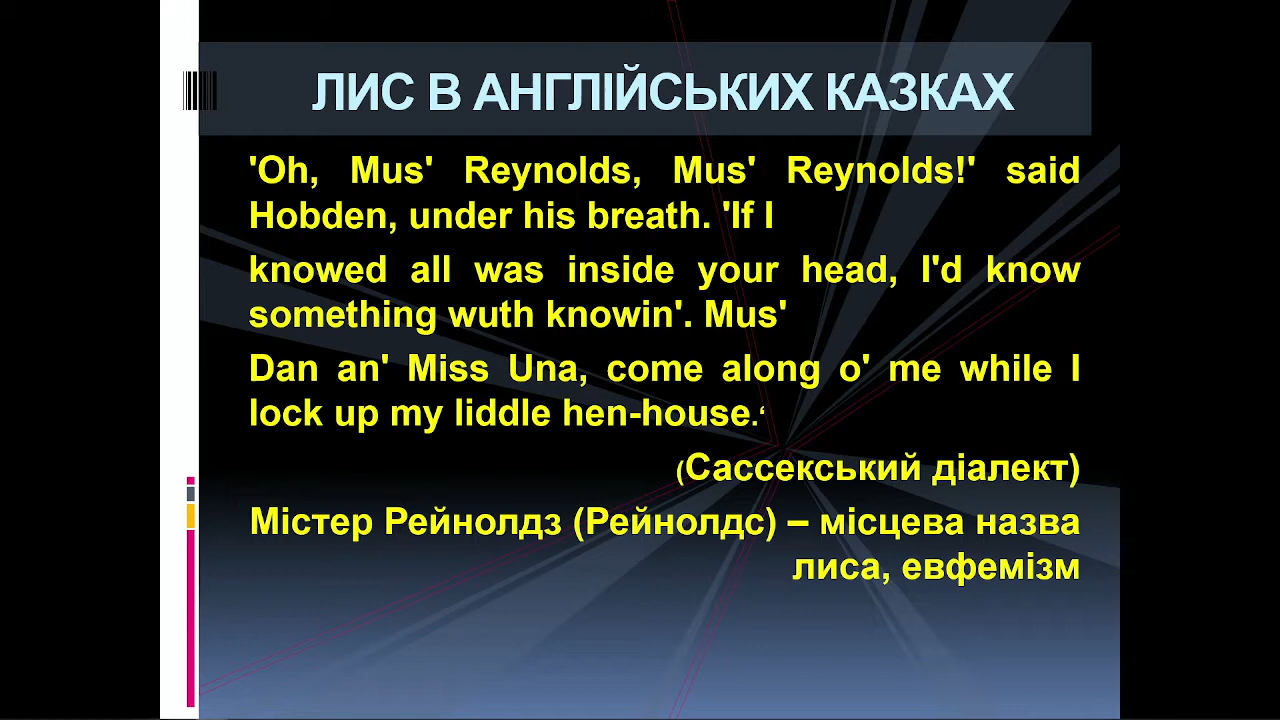 ЛИС В АНГЛІЙСЬКИХ КАЗКАХ
'Oh, Mus' Reynolds, Mus' Reynolds!' said
Hobden, under his breath. 'If I
knowed all was inside your head, I'd know
something wuth knowin'. Mus'
Dan an' Miss Una, come along o' me while I
lock up my liddle hen-house.‘
(Сассекський діалект)
Містер Рейнолдз (Рейнолдс) – місцева назва
лиса, евфемізм